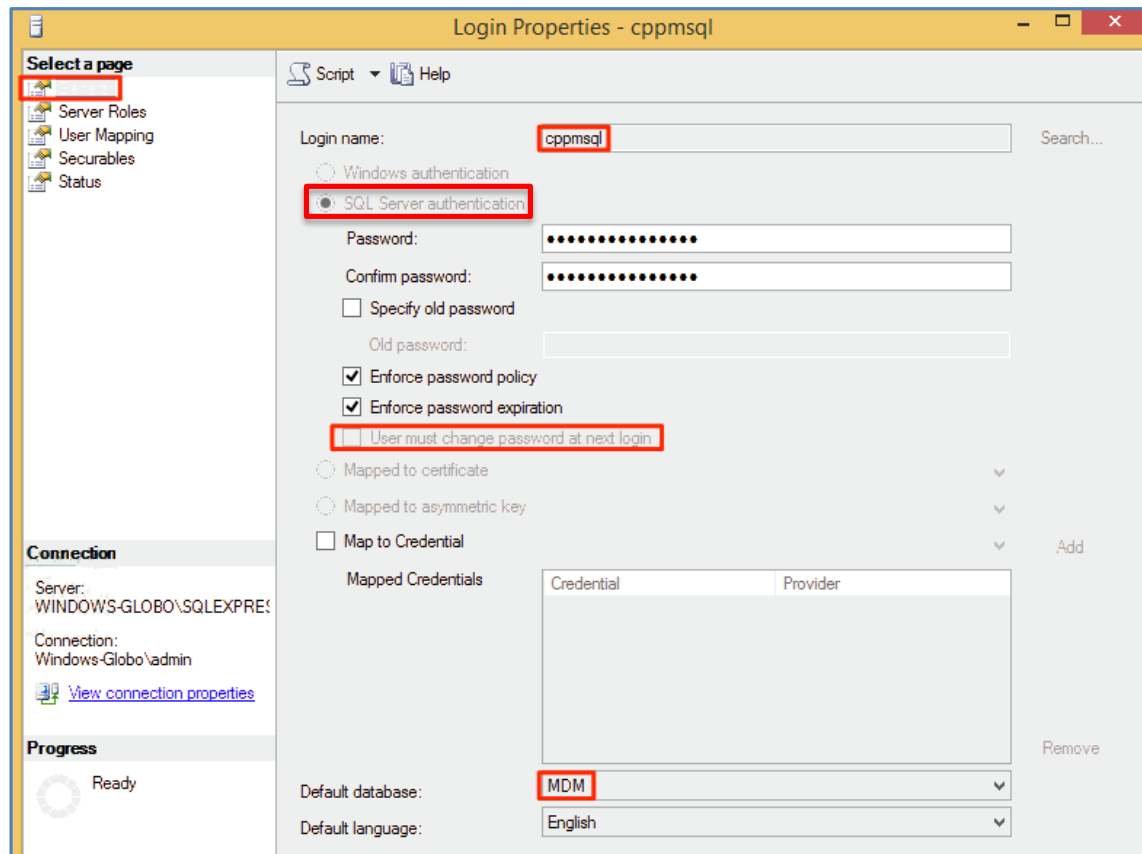 Login Properties - cppmsql
Select a page
Server Roles
User Mapping
Securables
Status
Connection
Server:
WINDOWS-GLOBO\SQLEXPRES
Connection:
Windows-Globo\admin
View connection properties
Progress
Ready
Script
Help
Login name:
cppmsql
Search...
Windows authentication
SQL Server authentication
Password:
Confirm password:
Specify old password
Old password:
Enforce password policy
Enforce password expiration
User must change password at next login
Mapped to certificate
Mapped to asymmetric key
Map to Credential
Add
Mapped Credentials
Credential Provider
Remove
Default database:
MDM
Default language:
English